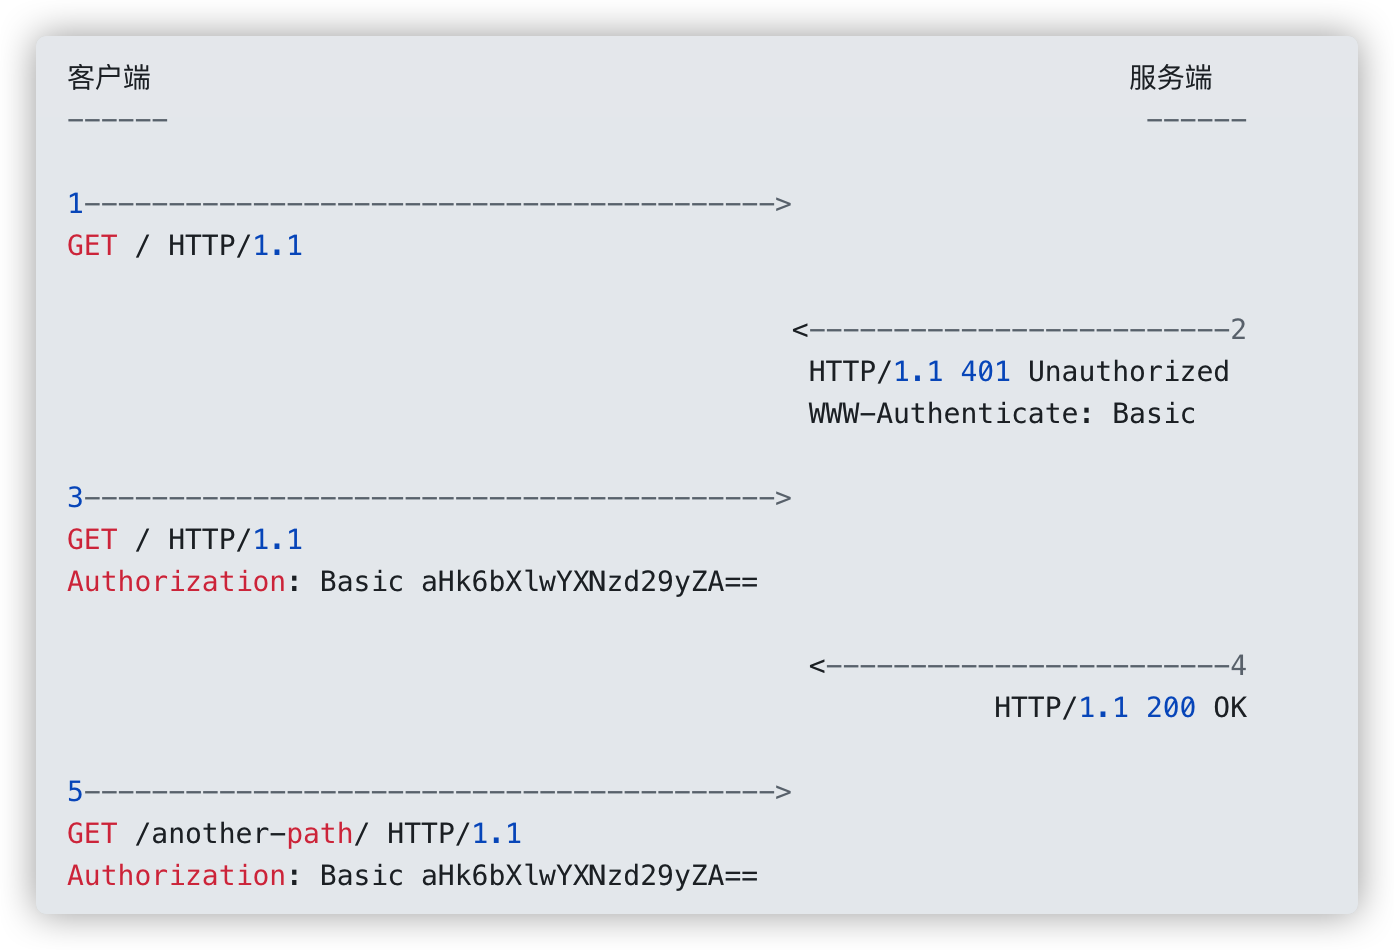 客户端 服务端
------ ------
1----------------------------------------->
GET / HTTP/1.1
<-------------------------2
HTTP/1.1 401 Unauthorized
WWW-Authenticate: Basic
3----------------------------------------->
GET / HTTP/1.1
Authorization: Basic aHk6bXlwYXNzd29yZA==
<------------------------4
HTTP/1.1 200 OK
5----------------------------------------->
GET /another-path/ HTTP/1.1
Authorization: Basic aHk6bXlwYXNzd29yZA==